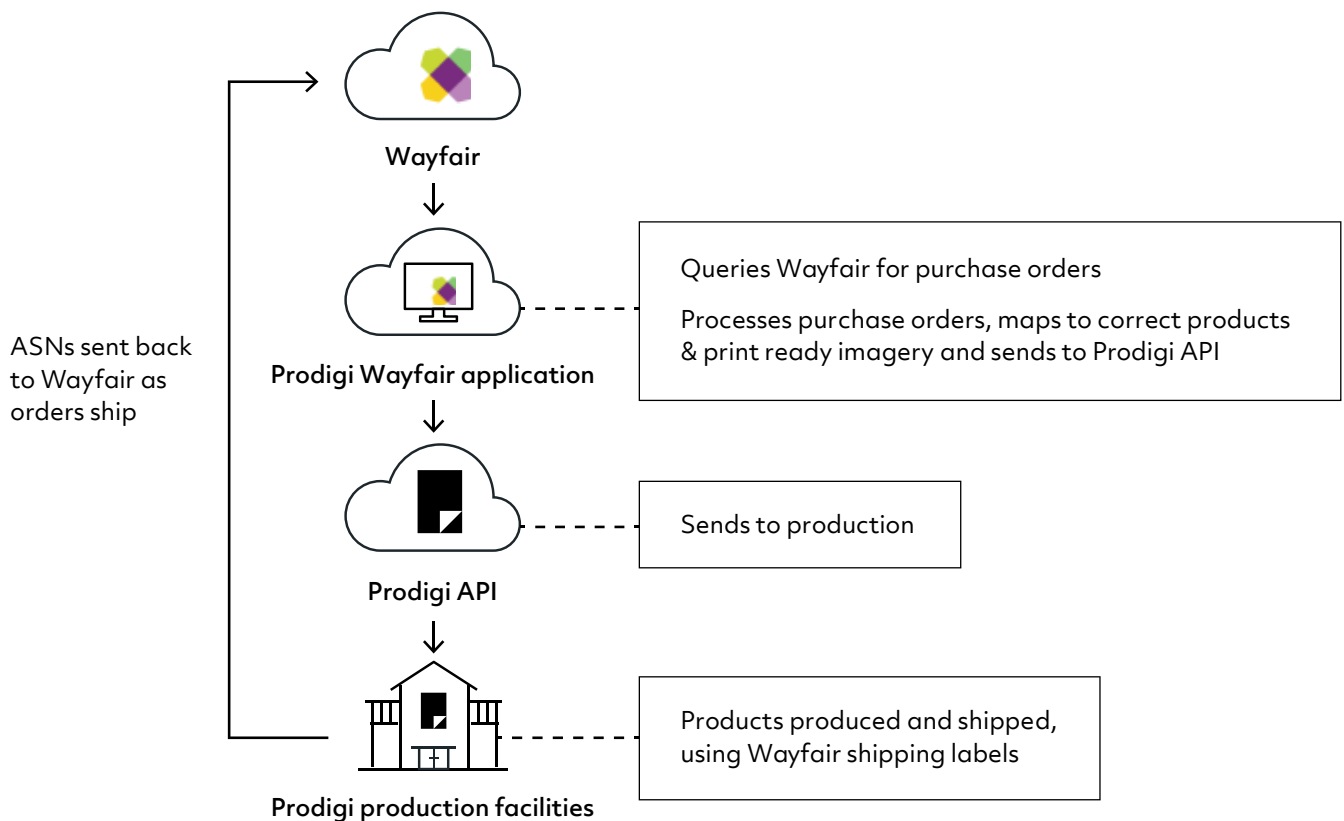 Wayfair
Queries Wayfair for purchase orders
Processes purchase orders, maps to correct products
& print ready imagery and sends to Prodigi API
Prodigi Wayfair application
ASNs sent back
to Wayfair as
orders ship
Sends to production
Prodigi API
Products produced and shipped,
using Wayfair shipping labels
Prodigi production facilities